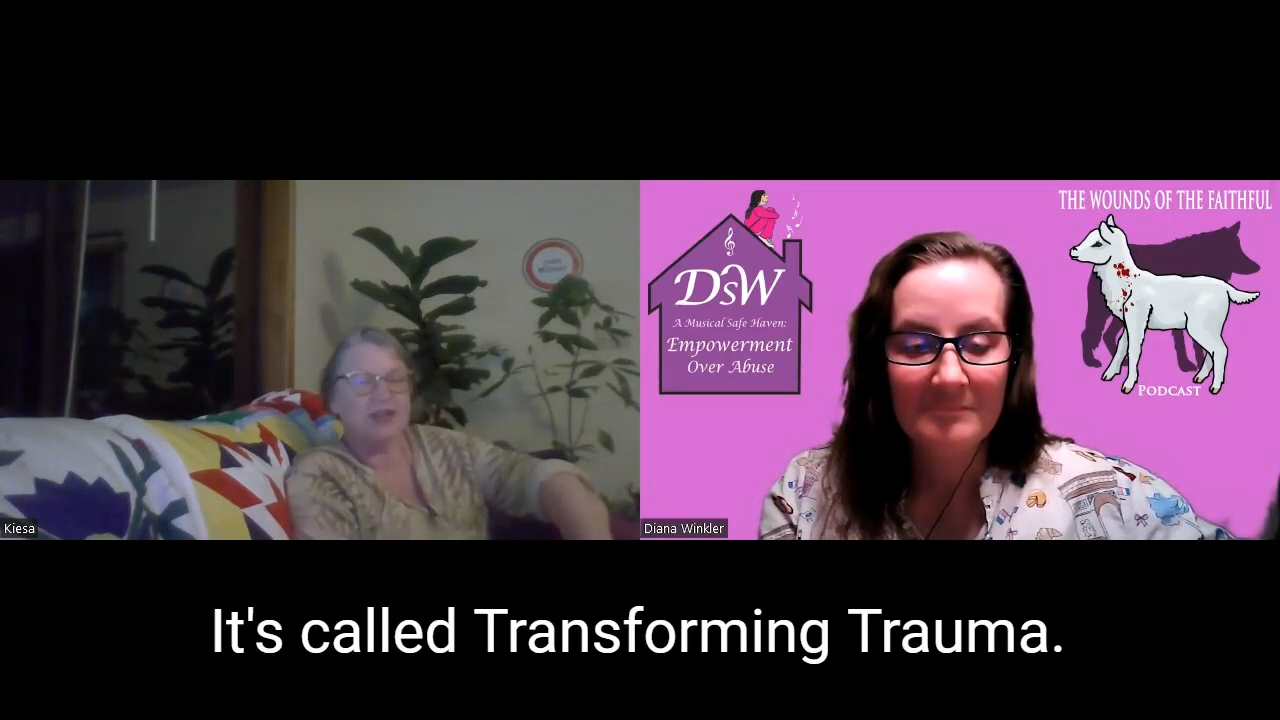 THE WOUNDS OF THE FAITHFUL
DSW
A Musical Safe Haven:
Empowerment
Over Abuse
PODCAST
Kiesa
Diana Winkler
It's called Transforming Trauma.